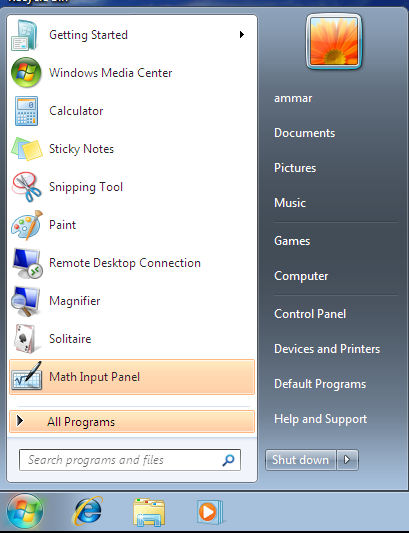 Recycle Bin
Getting Started
Windows Media Center
Calculator
Sticky Notes
Snipping Tool
Paint
Remote Desktop Connection
Magnifier
Solitaire
Math Input Panel
All Programs
Search programs and files
ammar
Documents
Pictures
Music
Games
Computer
Control Panel
Devices and Printers
Default Programs
Help and Support
Shut down